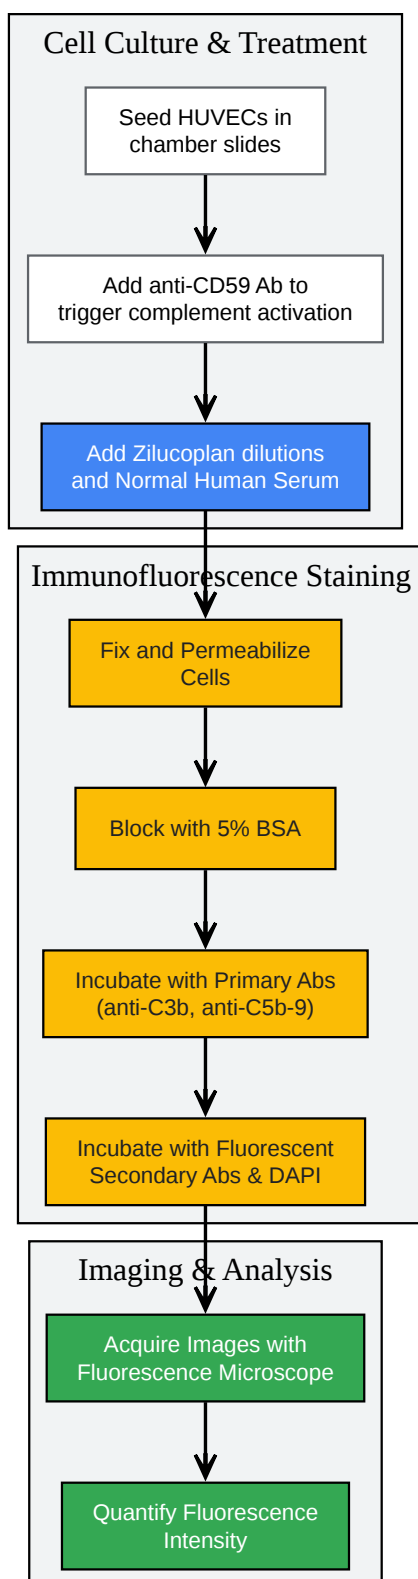 Cell Culture & Treatment
Seed HUVECs in
chamber slides
Add anti-CD59 Ab to
trigger complement activation
Add Zilucoplan dilutions
and Normal Human Serum
Immunofluorescence Staining
Fix and Permeabilize
Cells
Block with 5% BSA
Incubate with Primary Abs
(anti-C3b, anti-C5b-9)
Incubate with Fluorescent
Secondary Abs & DAPI
Imaging & Analysis
Acquire Images with
Fluorescence Microscope
Quantify Fluorescence
Intensity